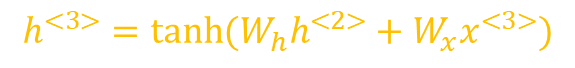 h^{<3>} = tanh(W_h h^{<2>} + W_x x^{<3>})